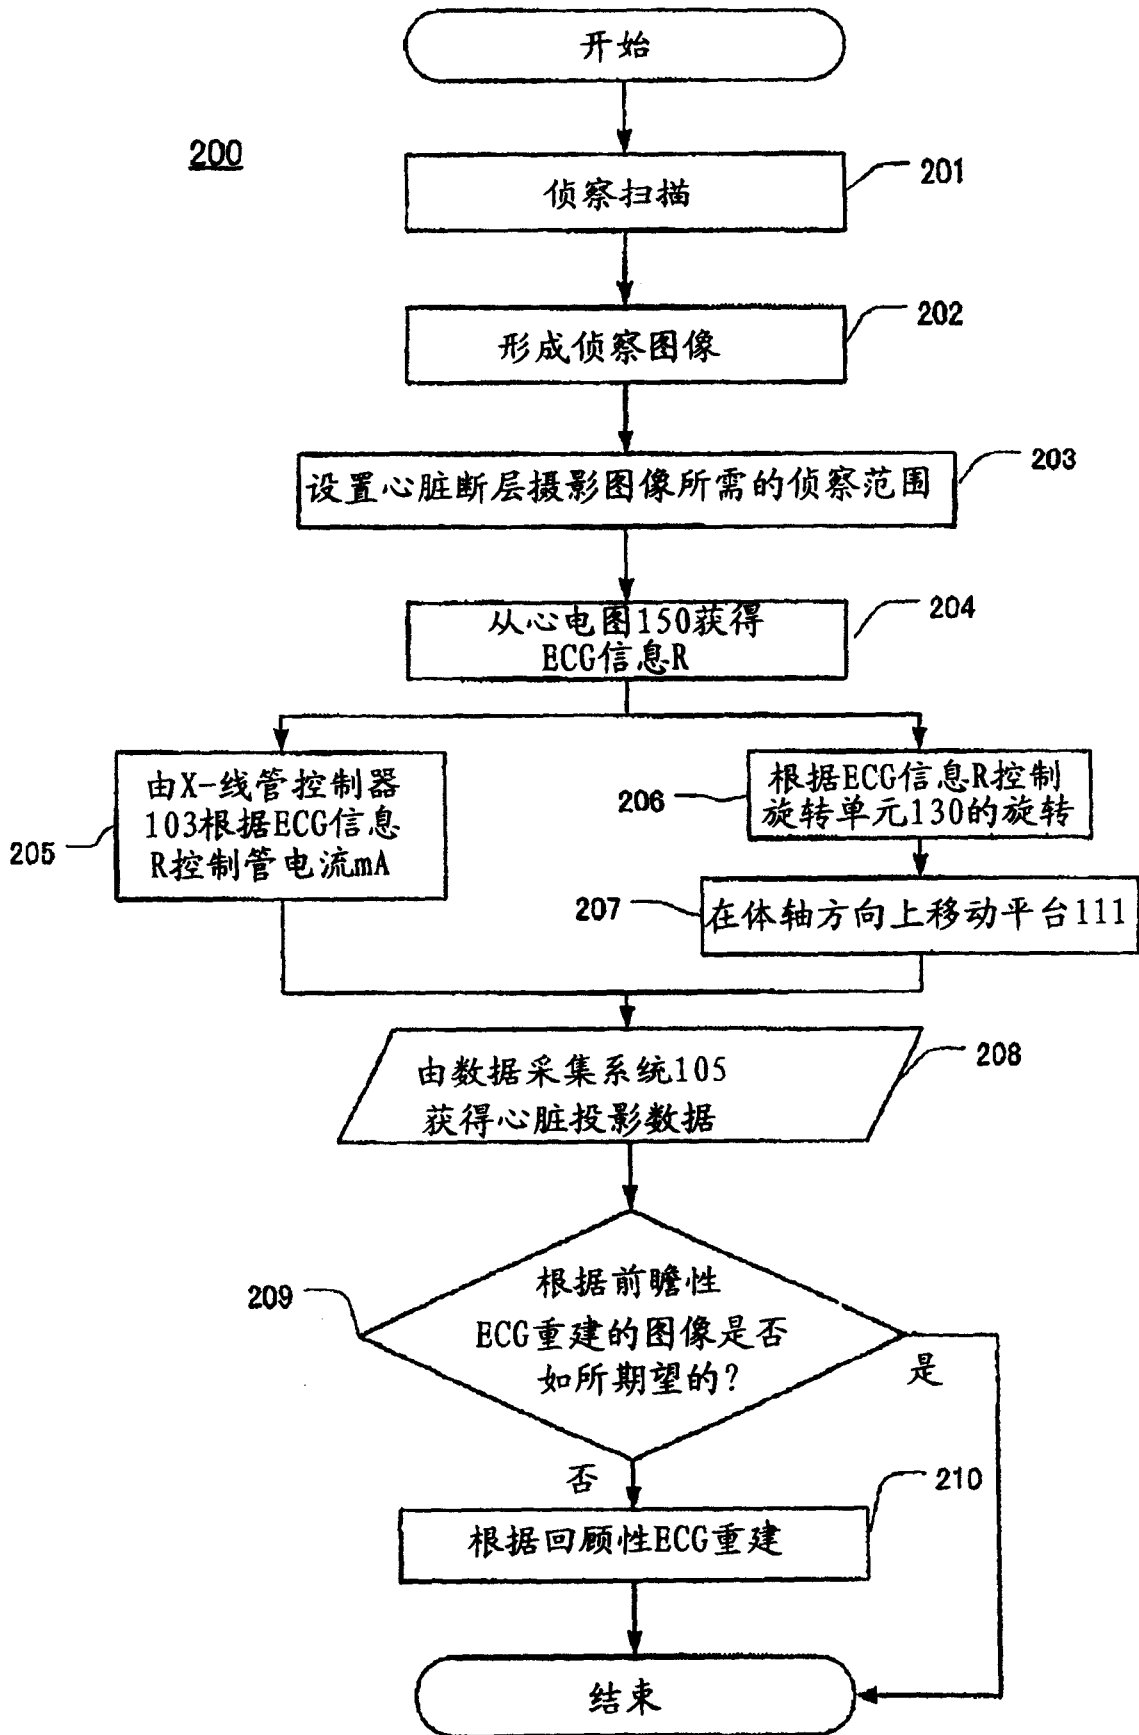 开始
200
侦察扫描
201
形成侦察图像
202
设置心脏断层摄影图像所需的侦察范围
203
从心电图150获得
ECG信息R
204
由X-线管控制器
103根据ECG信息
R控制管电流mA
205
根据ECG信息R控制
旋转单元130的旋转
206
在体轴方向上移动平台111
207
由数据采集系统105
获得心脏投影数据
208
根据前瞻性
ECG重建的图像是否
如所期望的?
209
是
否
根据回顾性ECG重建
210
结束